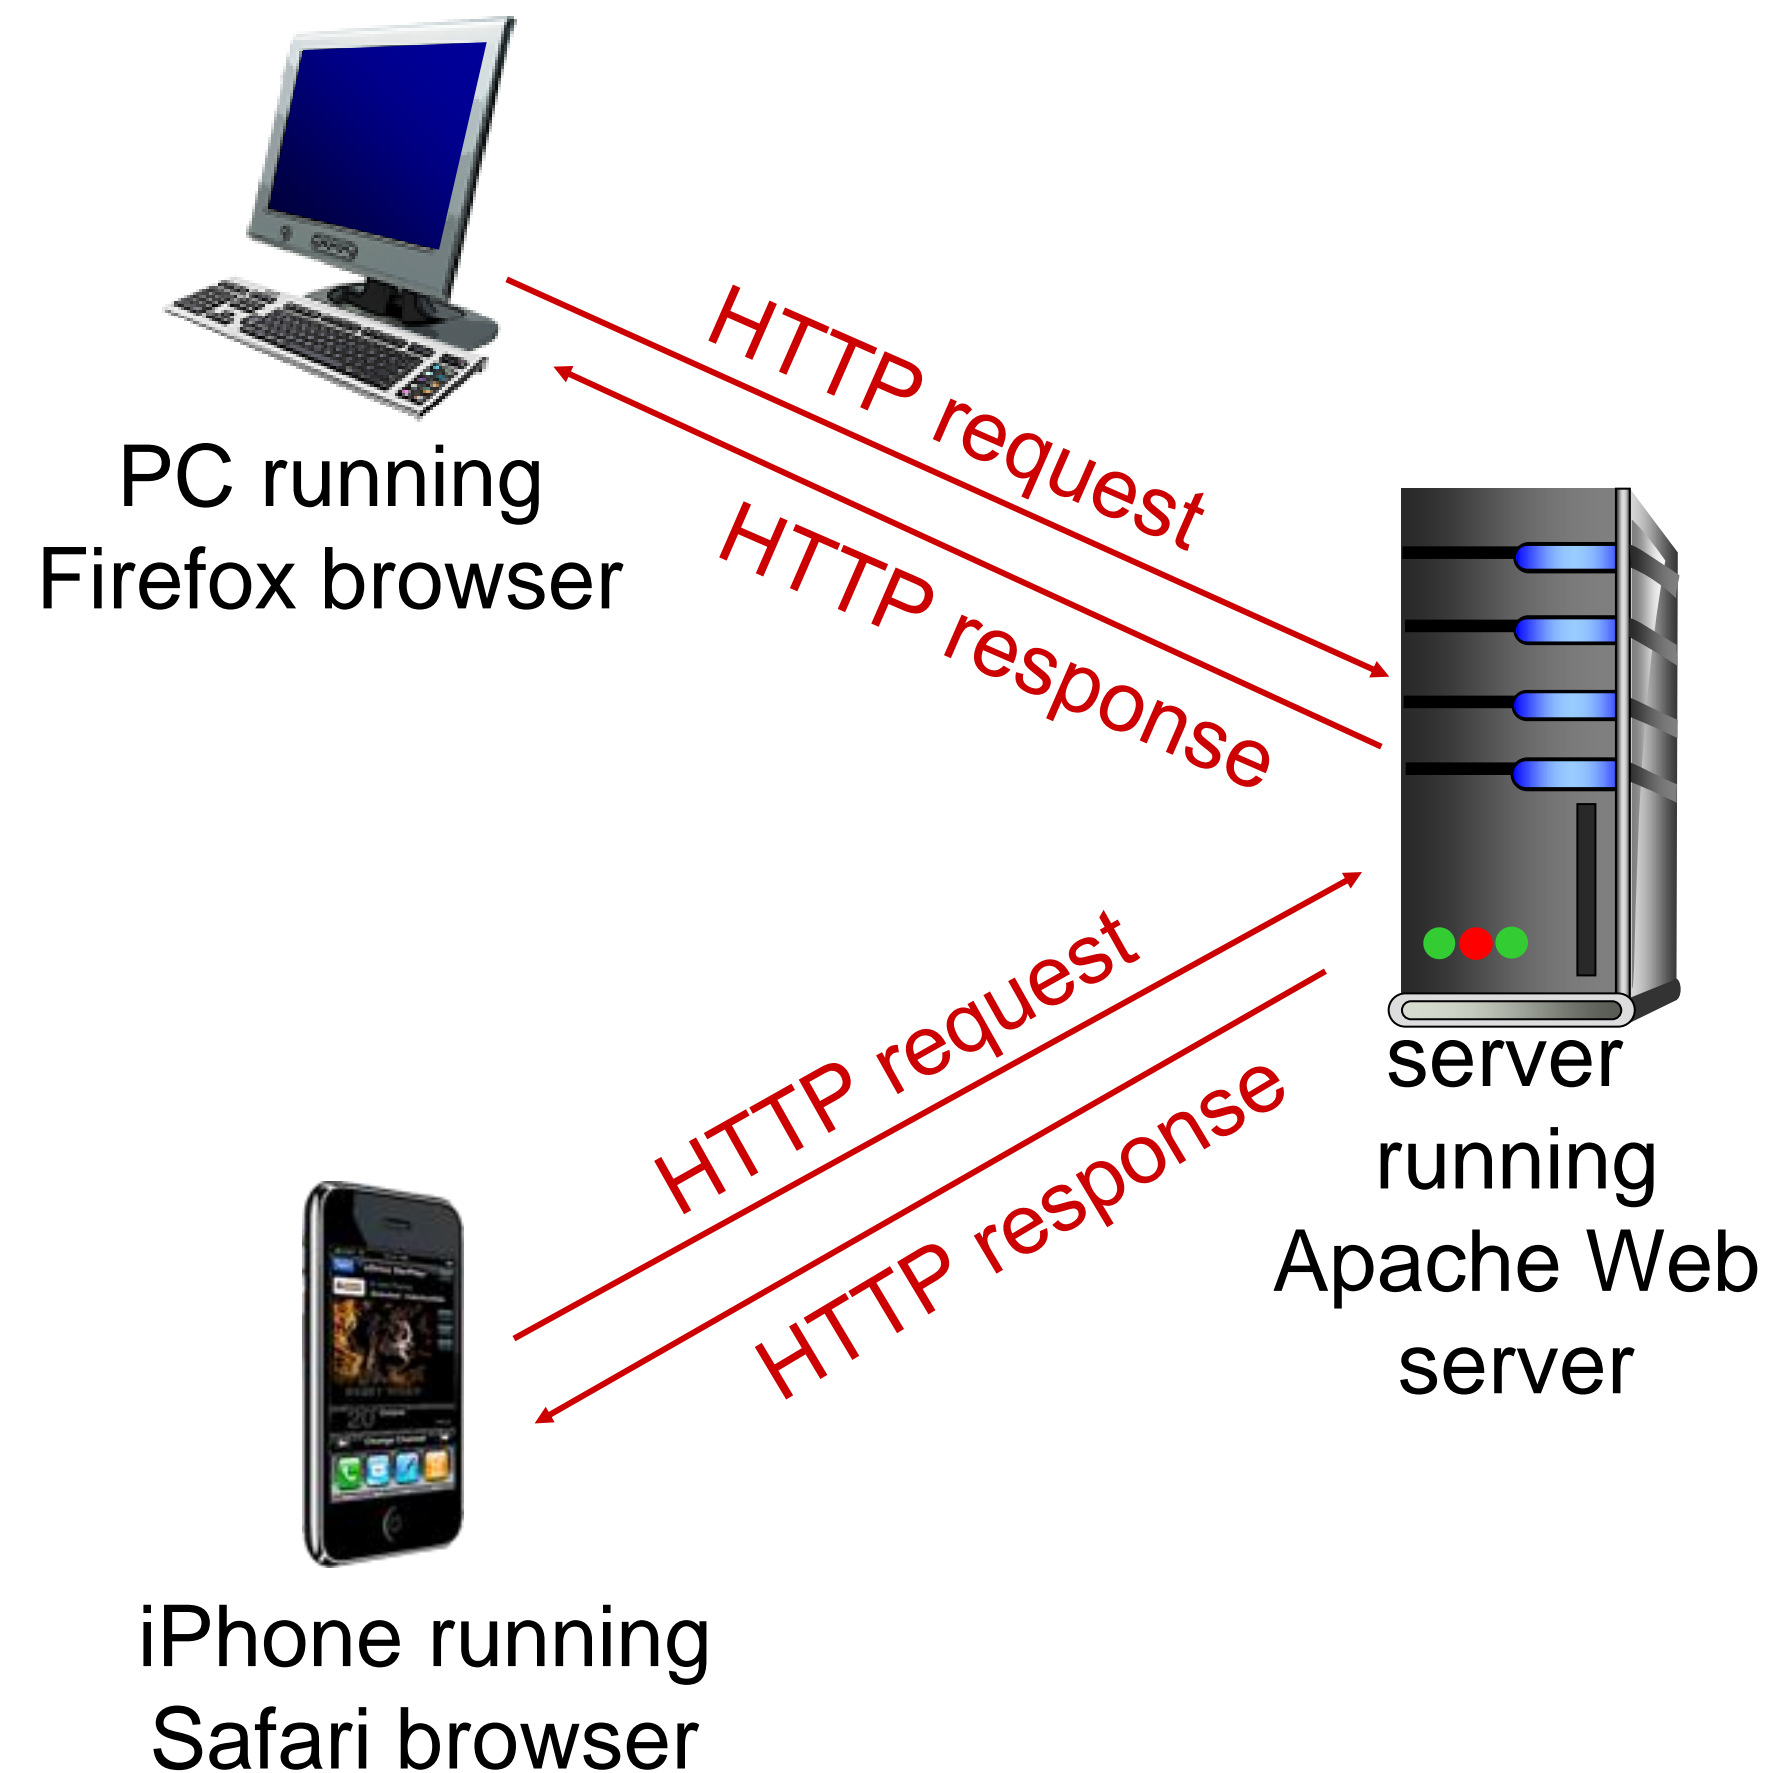 HTTP request
HTTP response
PC running
Firefox browser
HTTP request
HTTP response
server
running
Apache Web
server
iPhone running
Safari browser